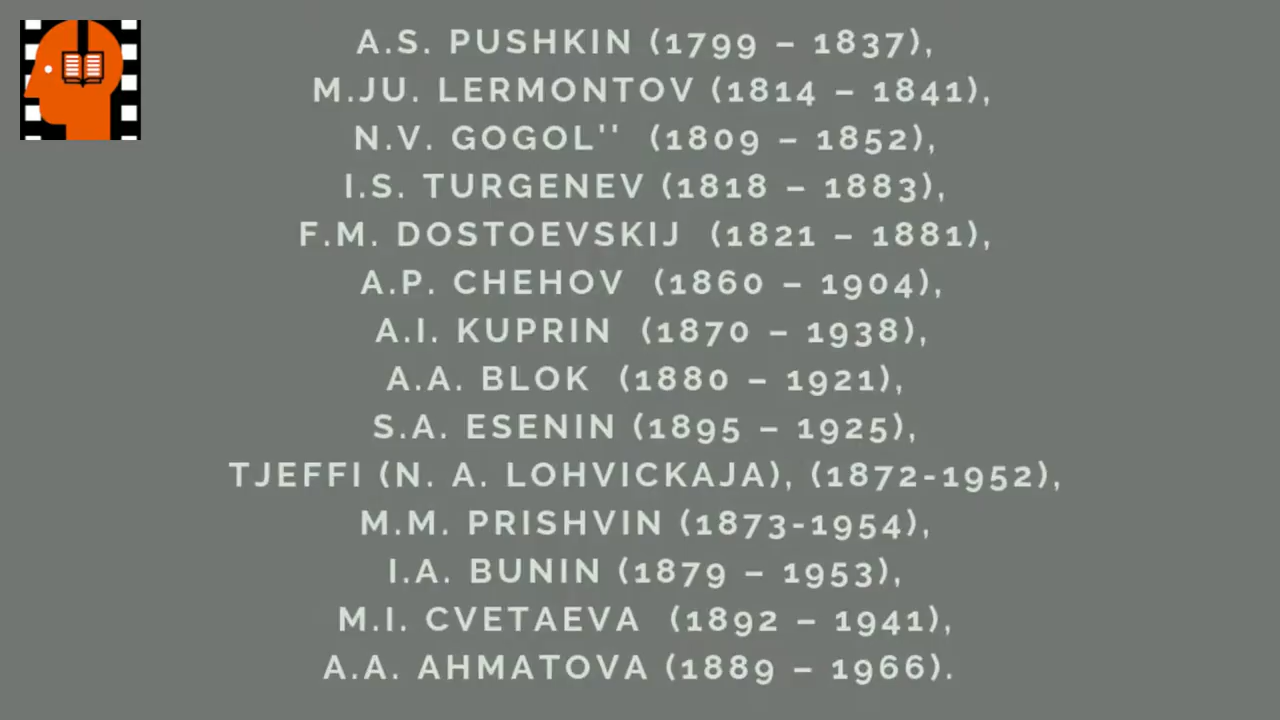 A.S. PUSHKIN (1799 – 1837),
M.JU. LERMONTOV (1814 – 1841),
N.V. GOGOL'' (1809 – 1852),
I.S. TURGENEV (1818 – 1883),
F.M. DOSTOEVSKIJ (1821 – 1881),
A.P. CHEHOV (1860 – 1904),
A.I. KUPRIN (1870 – 1938),
A.A. BLOK (1880 – 1921),
S.A. ESENIN (1895 – 1925),
TJEFFI (N. A. LOHVICKAJA), (1872-1952),
M.M. PRISHVIN (1873-1954),
I.A. BUNIN (1879 – 1953),
M.I. CVETAEVA (1892 – 1941),
A.A. AHMATOVA (1889 – 1966).